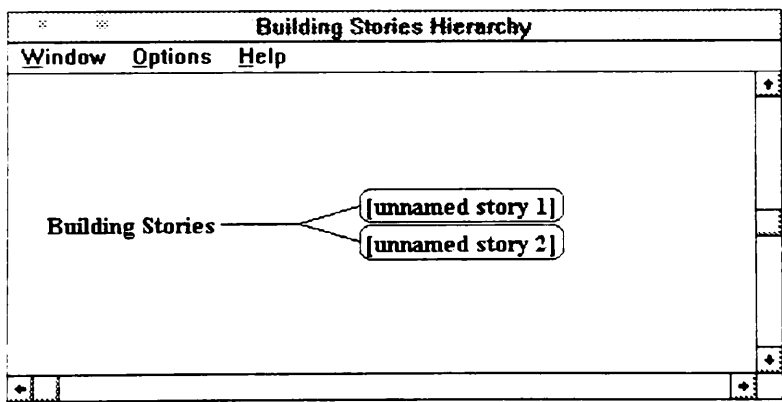 Building Stories Hierarchy
Window Options Help
[unnamed story 1]
Building Stories
[unnamed story 2]